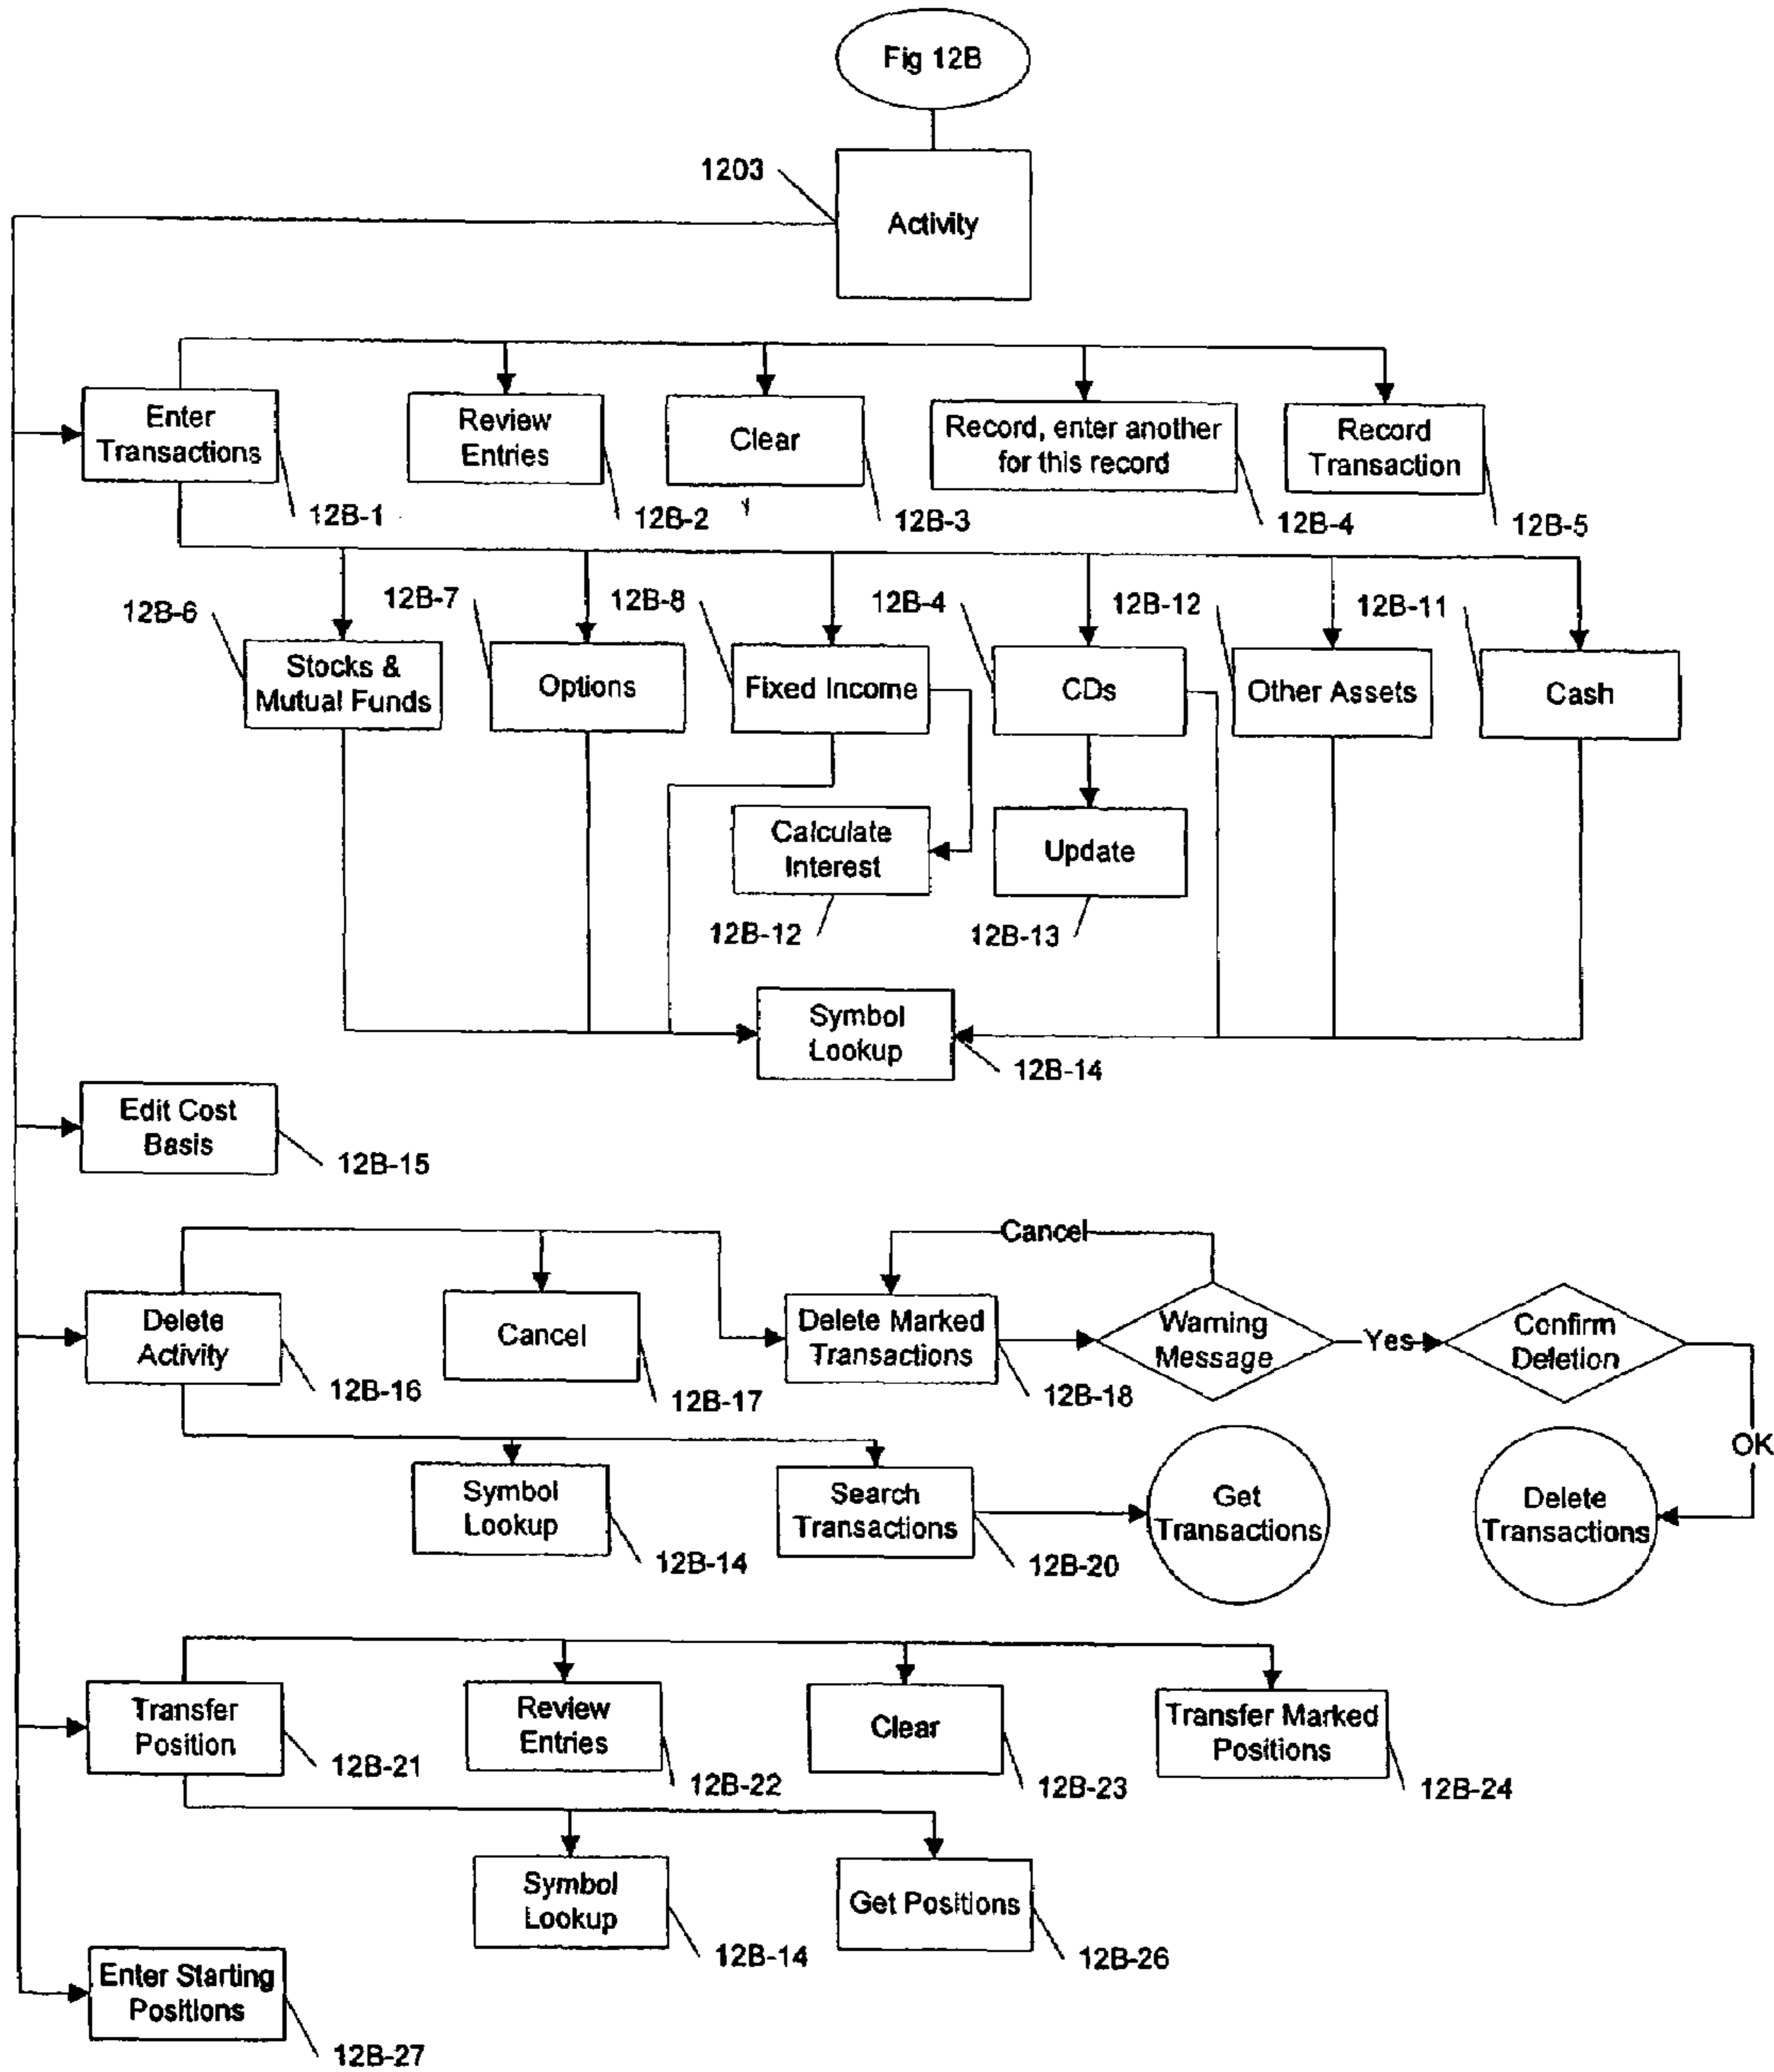 Fig 12B
1203
Activity
Enter
Transactions
12B-1
Review
Entries
12B-2
Clear
12B-3
Record, enter another
for this record
12B-4
Record
Transaction
12B-5
12B-6
Stocks &
Mutual Funds
12B-7
Options
12B-8
Fixed Income
12B-4
CDs
12B-12
Other Assets
12B-11
Cash
Calculate
Interest
12B-12
Update
12B-13
Symbol
Lookup
12B-14
Edit Cost
Basis
12B-15
Delete
Activity
12B-16
Cancel
12B-17
Delete Marked
Transactions
12B-18
Cancel
Warning
Message
Yes
Confirm
Deletion
OK
Symbol
Lookup
12B-14
Search
Transactions
12B-20
Get
Transactions
Delete
Transactions
Transfer
Position
12B-21
Review
Entries
12B-22
Clear
12B-23
Transfer Marked
Positions
12B-24
Symbol
Lookup
12B-14
Get Positions
12B-26
Enter Starting
Positions
12B-27